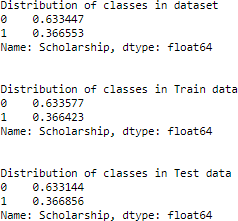 Distribution of classes in dataset
0    0.633447
1    0.366553
Name: Scholarship, dtype: float64
Distribution of classes in Train data
0    0.633577
1    0.366423
Name: Scholarship, dtype: float64
Distribution of classes in Test data
0    0.633144
1    0.366856
Name: Scholarship, dtype: float64